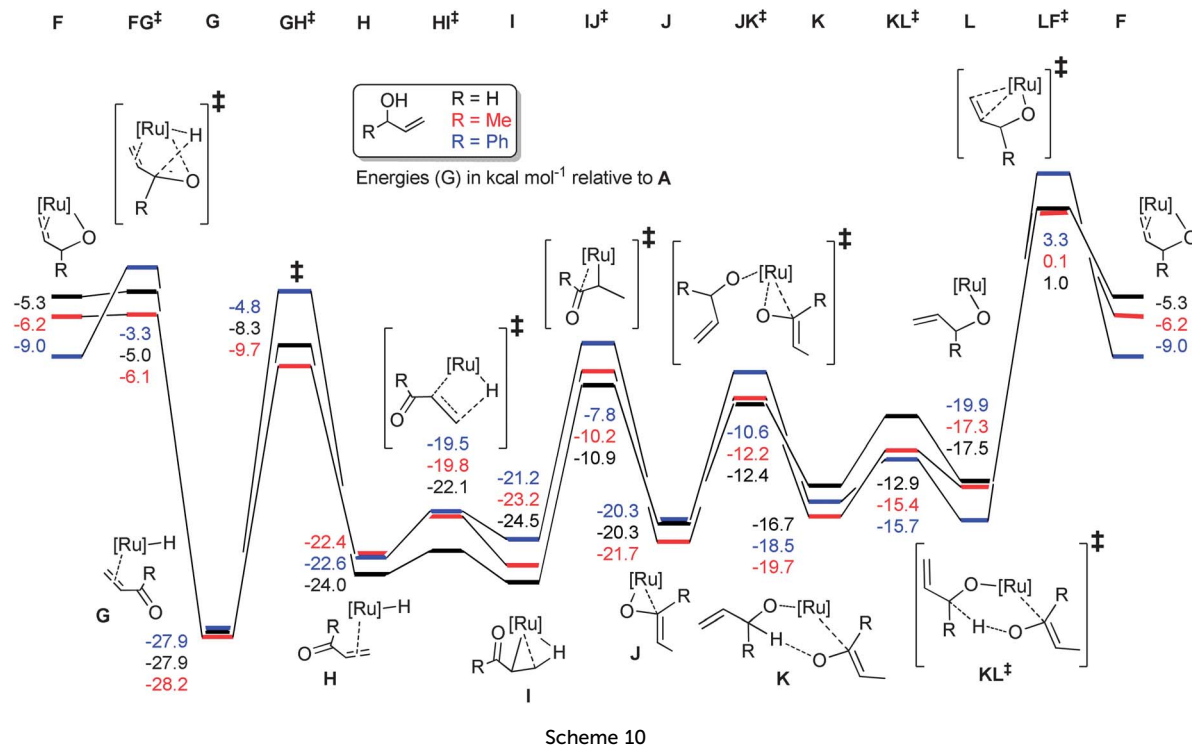 F FG‡ G GH‡ H HI‡ I IJ‡ J JK‡ K KL‡ L LF‡ F
‡
[Ru]
H
O
R
OH
R
R = H
R = Me
R = Ph
Energies (G) in kcal mol⁻¹ relative to A
‡
[Ru]
O
R
[Ru]
O
R
[Ru]
O
R
-5.3
-6.2
-9.0
-3.3
-5.0
-6.1
‡
-4.8
-8.3
-9.7
‡
[Ru]
R
H
O
-19.5
-19.8
-22.1
‡
[Ru]
R
O
-7.8
-10.2
-10.9
‡
O
[Ru]
R
R
O
-10.6
-12.2
-12.4
[Ru]
O
R
-19.9
-17.3
-17.5
3.3
0.1
1.0
-5.3
-6.2
-9.0
[Ru]
H
R
O
G
-27.9
-27.9
-28.2
-22.4
-22.6
-24.0
[Ru]
H
R
O
H
-21.2
-23.2
-24.5
O
[Ru]
H
R
I
-20.3
-20.3
-21.7
[Ru]
O
R
J
-16.7
-18.5
-19.7
O
[Ru]
R
H
R
O
K
-12.9
-15.4
-15.7
‡
O
[Ru]
R
R
H
O
KL‡
Scheme 10